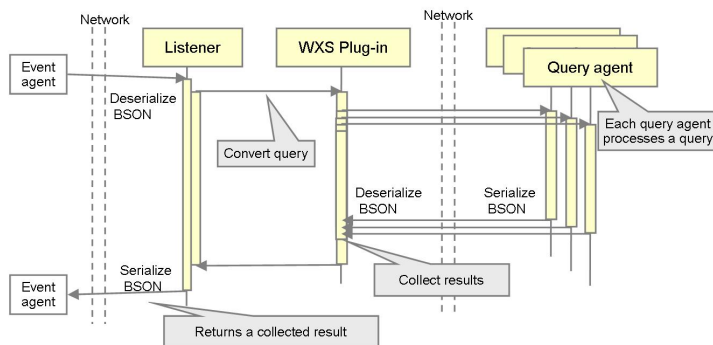 Network
Network
Listener
WXS Plug-in
Query agent
Event
agent
Deserialize
BSON
Convert query
Each query agent
processes a query
Deserialize
BSON
Serialize
BSON
Serialize
BSON
Collect results
Event
agent
Returns a collected result